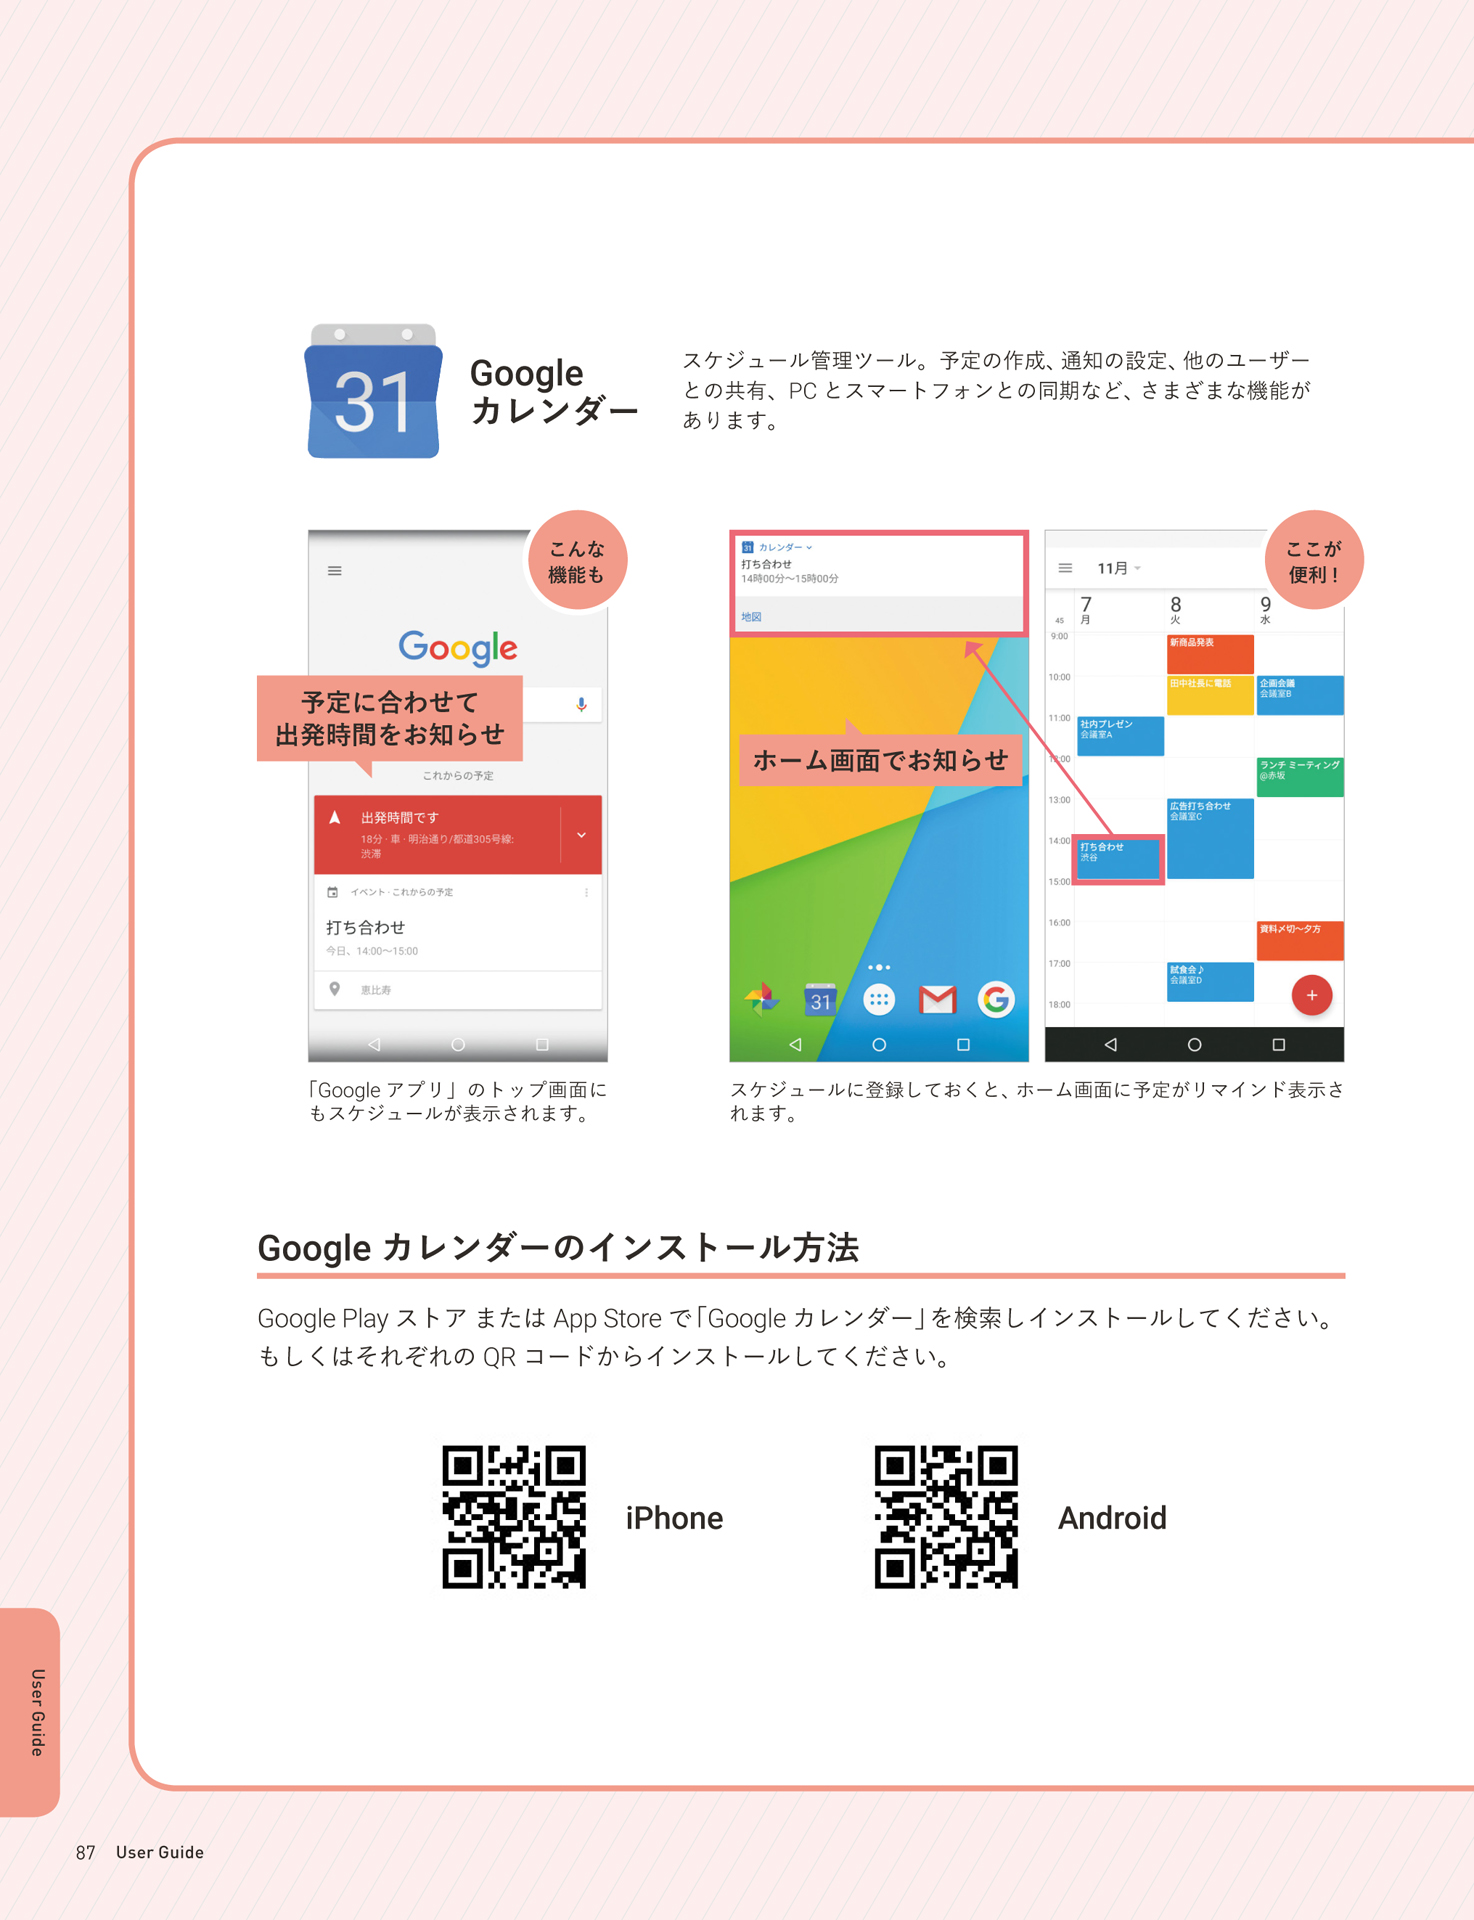 31
Google
カレンダー
スケジュール管理ツール。予定の作成、通知の設定、他のユーザー
との共有、PC とスマートフォンとの同期など、さまざまな機能が
あります。
こんな
機能も
Google
予定に合わせて
出発時間をお知らせ
これからの予定
出発時間です
18分 · 車 · 明治通り/都道305号線:
渋滞
イベント · これからの予定
打ち合わせ
今日、14:00～15:00
恵比寿
「Google アプリ」のトップ画面に
もスケジュールが表示されます。
31 カレンダー
打ち合わせ
14時00分～15時00分
地図
ホーム画面でお知らせ
31
ここが
便利！
11月
7 8 9
45 月 火 水
9:00
新商品発表
10:00
田中社長に電話
企画会議
会議室B
11:00
社内プレゼン
会議室A
12:00
ランチ ミーティング
@赤坂
13:00
広告打ち合わせ
会議室C
14:00
打ち合わせ
渋谷
15:00
16:00
資料〆切～夕方
17:00
試食会♪
会議室D
18:00
スケジュールに登録しておくと、ホーム画面に予定がリマインド表示さ
れます。
Google カレンダーのインストール方法
Google Play ストア または App Store で「Google カレンダー」を検索しインストールしてください。
もしくはそれぞれの QR コードからインストールしてください。
iPhone
Android
User Guide
87 User Guide